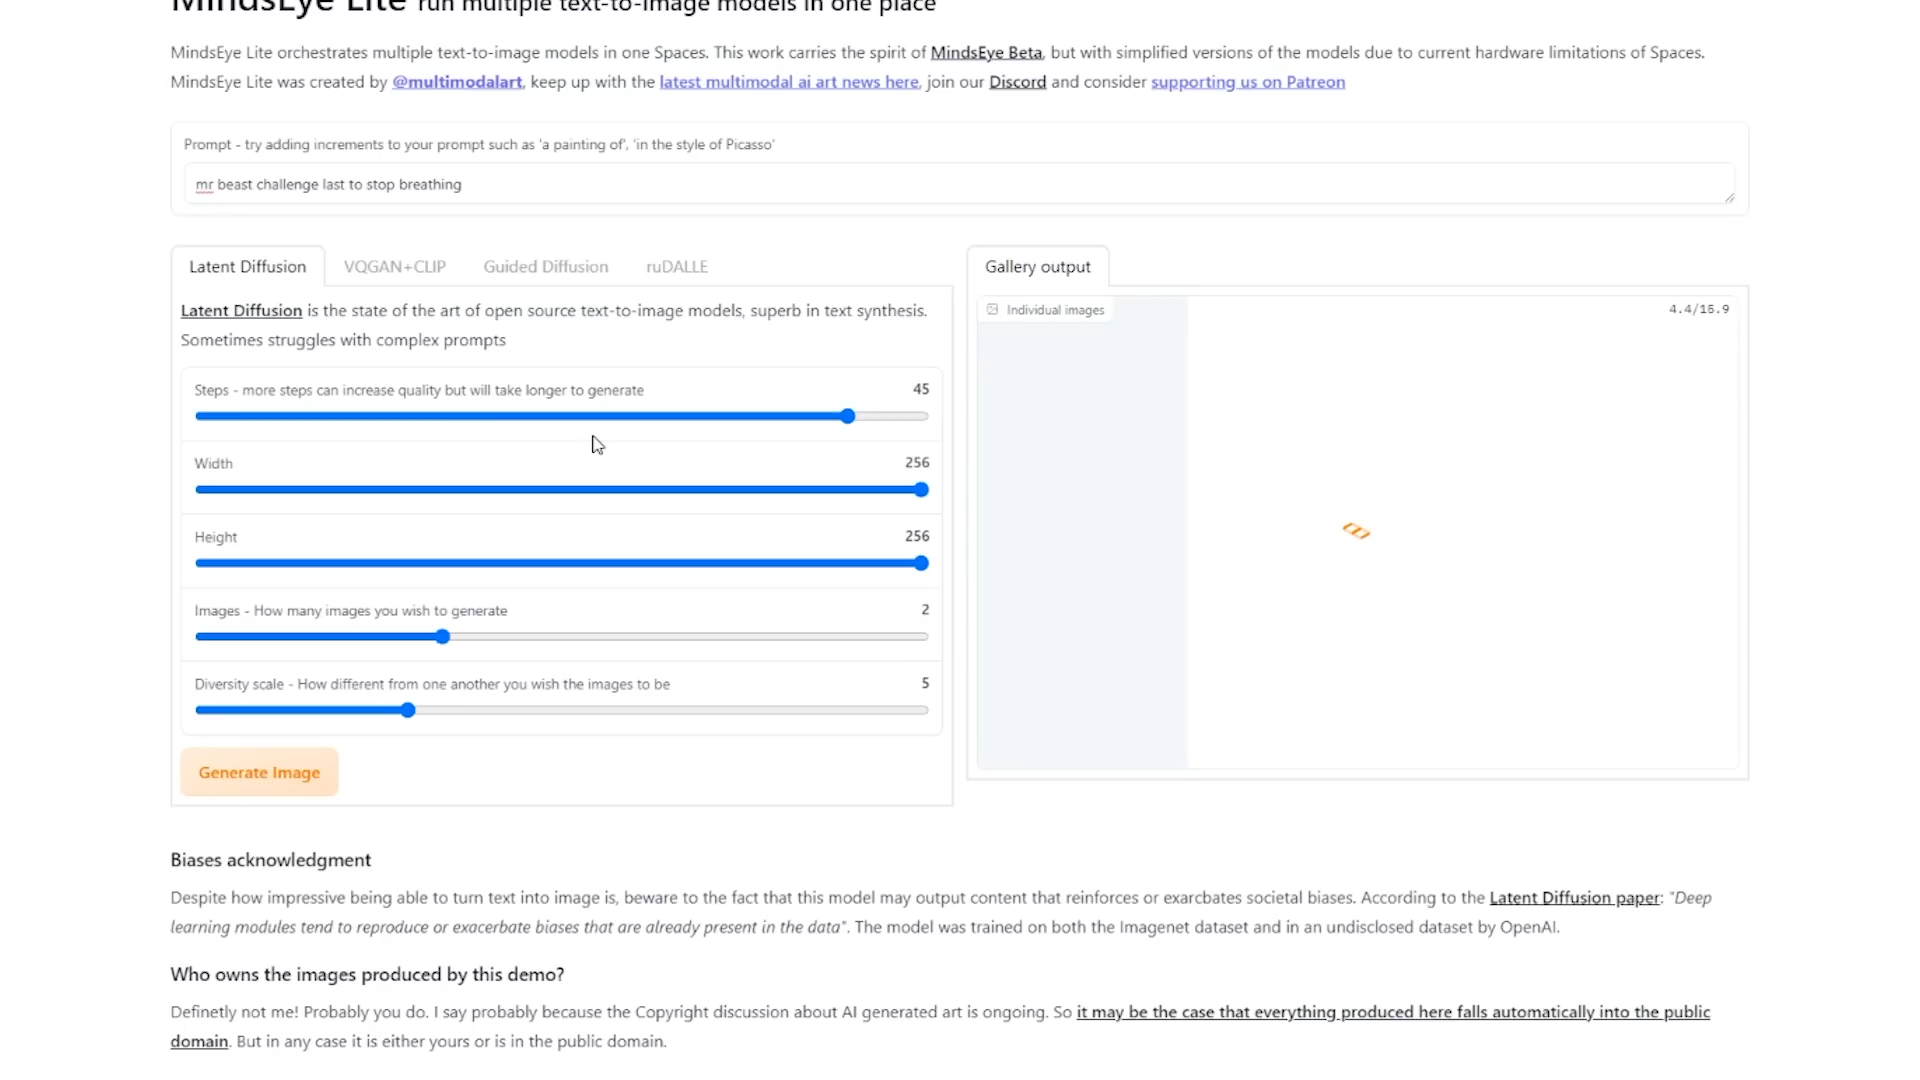 MindsEye Lite run multiple text-to-image models in one place
MindsEye Lite orchestrates multiple text-to-image models in one Spaces. This work carries the spirit of MindsEye Beta, but with simplified versions of the models due to current hardware limitations of Spaces.
MindsEye Lite was created by @multimodalart, keep up with the latest multimodal ai art news here, join our Discord and consider supporting us on Patreon
Prompt - try adding increments to your prompt such as 'a painting of', 'in the style of Picasso'
mr beast challenge last to stop breathing
Latent Diffusion VQGAN+CLIP Guided Diffusion ruDALLE
Latent Diffusion is the state of the art of open source text-to-image models, superb in text synthesis.
Sometimes struggles with complex prompts
Steps - more steps can increase quality but will take longer to generate 45
Width 256
Height 256
Images - How many images you wish to generate 2
Diversity scale - How different from one another you wish the images to be 5
Generate Image
Gallery output
Individual images 4.4/15.9
Biases acknowledgment
Despite how impressive being able to turn text into image is, beware to the fact that this model may output content that reinforces or exarcbates societal biases. According to the Latent Diffusion paper: "Deep
learning modules tend to reproduce or exacerbate biases that are already present in the data". The model was trained on both the Imagenet dataset and in an undisclosed dataset by OpenAI.
Who owns the images produced by this demo?
Definetly not me! Probably you do. I say probably because the Copyright discussion about AI generated art is ongoing. So it may be the case that everything produced here falls automatically into the public
domain. But in any case it is either yours or is in the public domain.